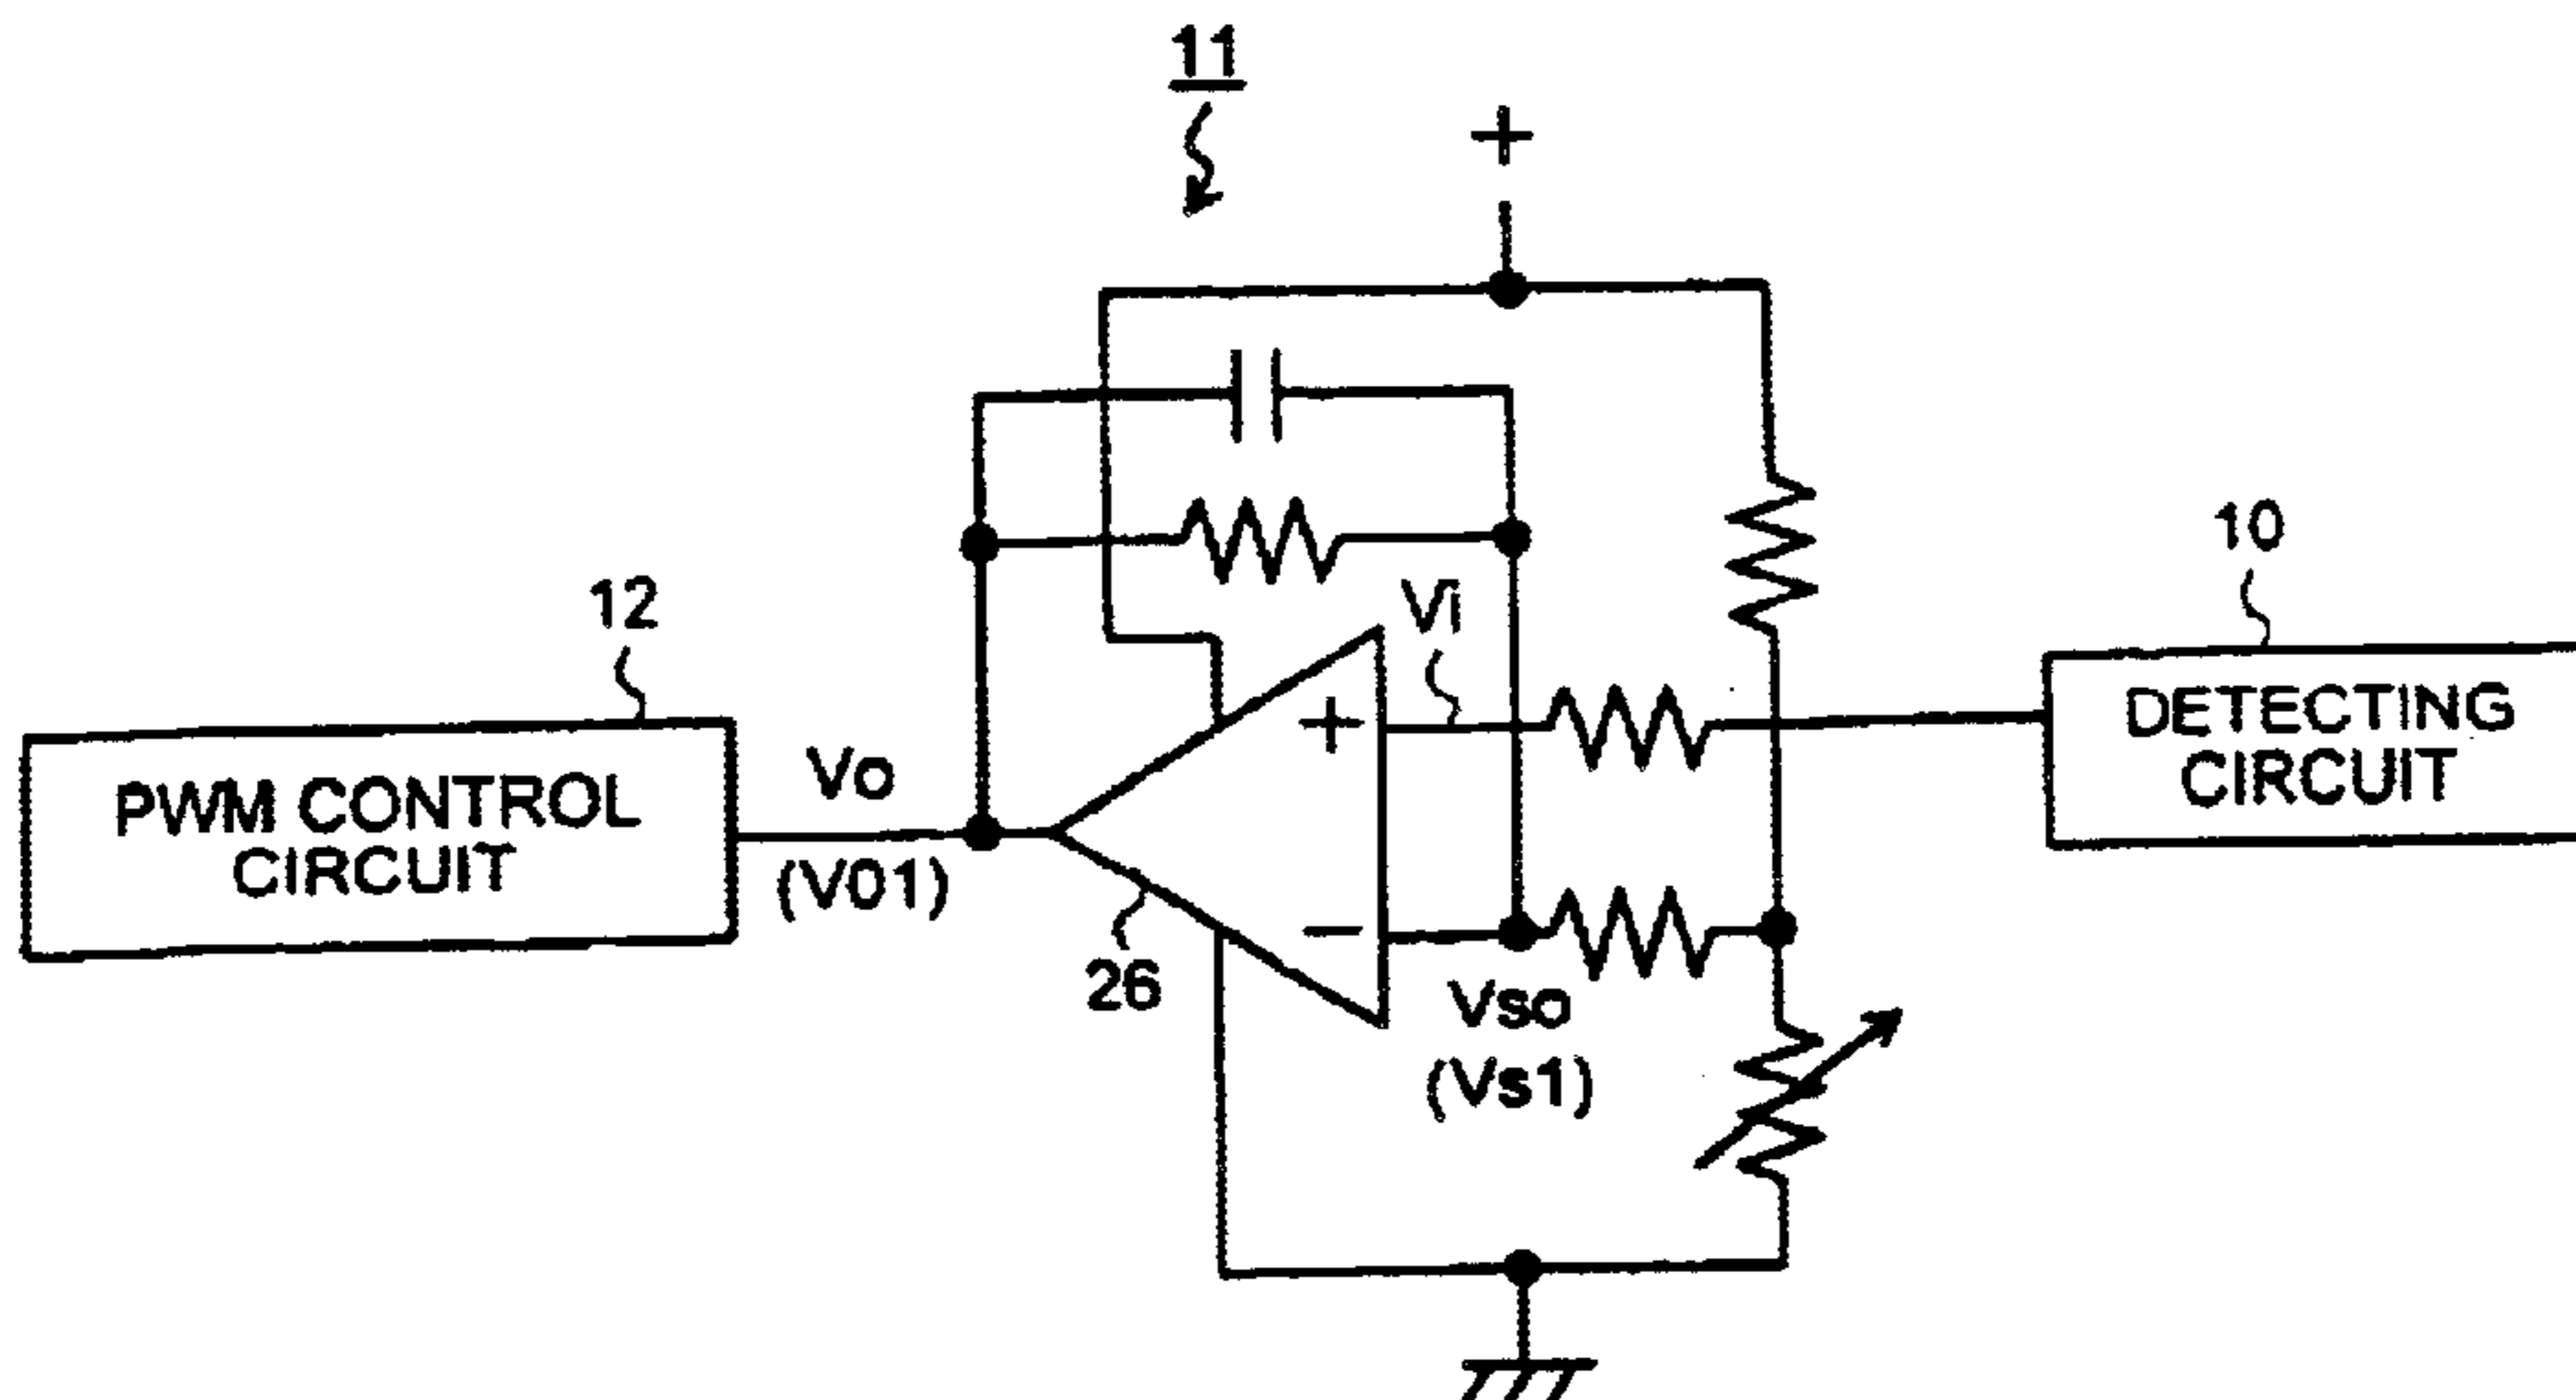 11
+
10
12
Vi
DETECTING
CIRCUIT
PWM CONTROL
CIRCUIT
Vo
(V01)
+
−
26
Vso
(Vs1)